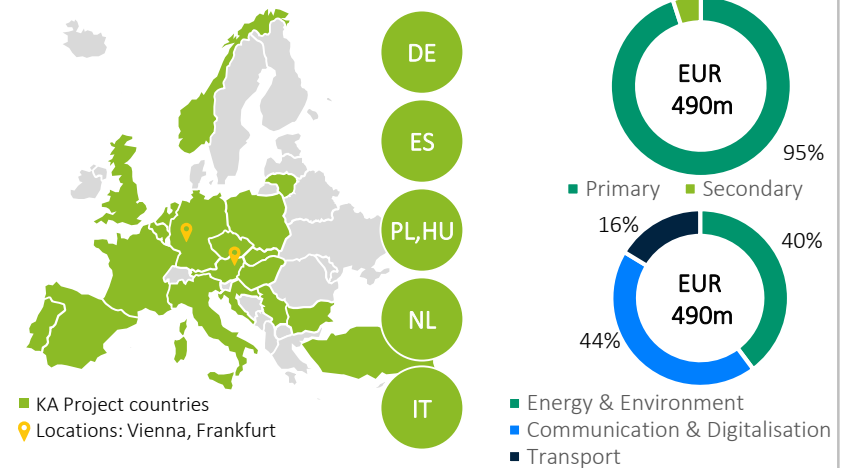 DE
ES
PL,HU
NL
IT
KA Project countries
Locations: Vienna, Frankfurt
EUR
490m
95%
Primary
Secondary
16%
40%
EUR
490m
44%
Energy & Environment
Communication & Digitalisation
Transport